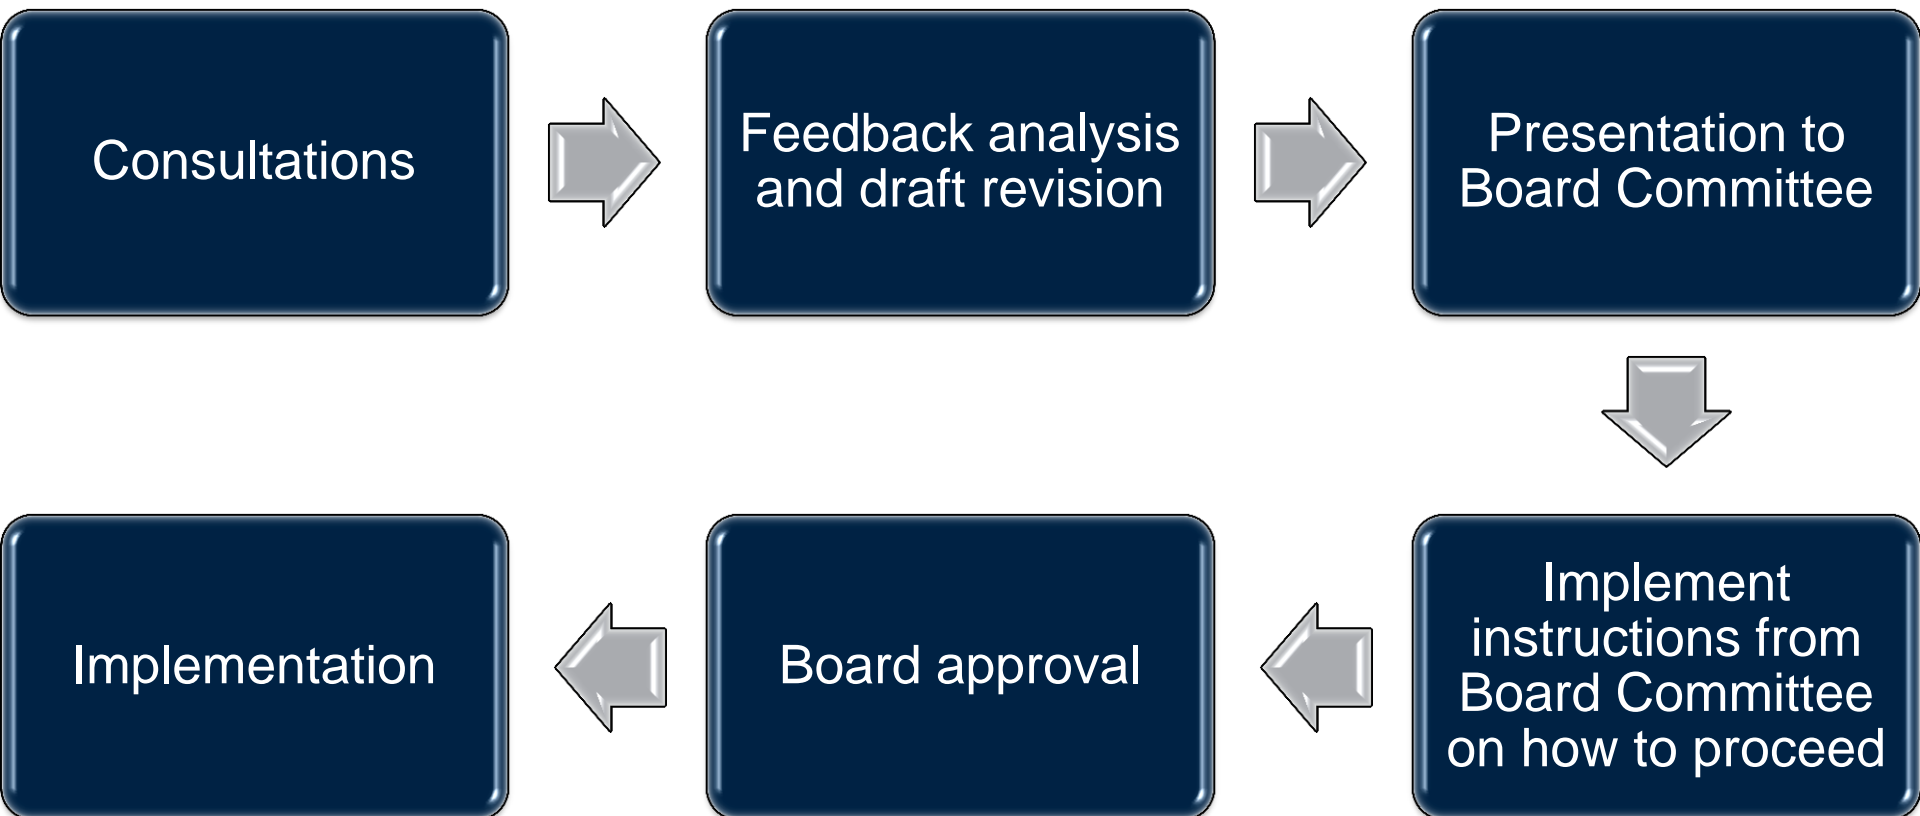 Consultations
Feedback analysis
and draft revision
Presentation to
Board Committee
Implement
instructions from
Board Committee
on how to proceed
Board approval
Implementation